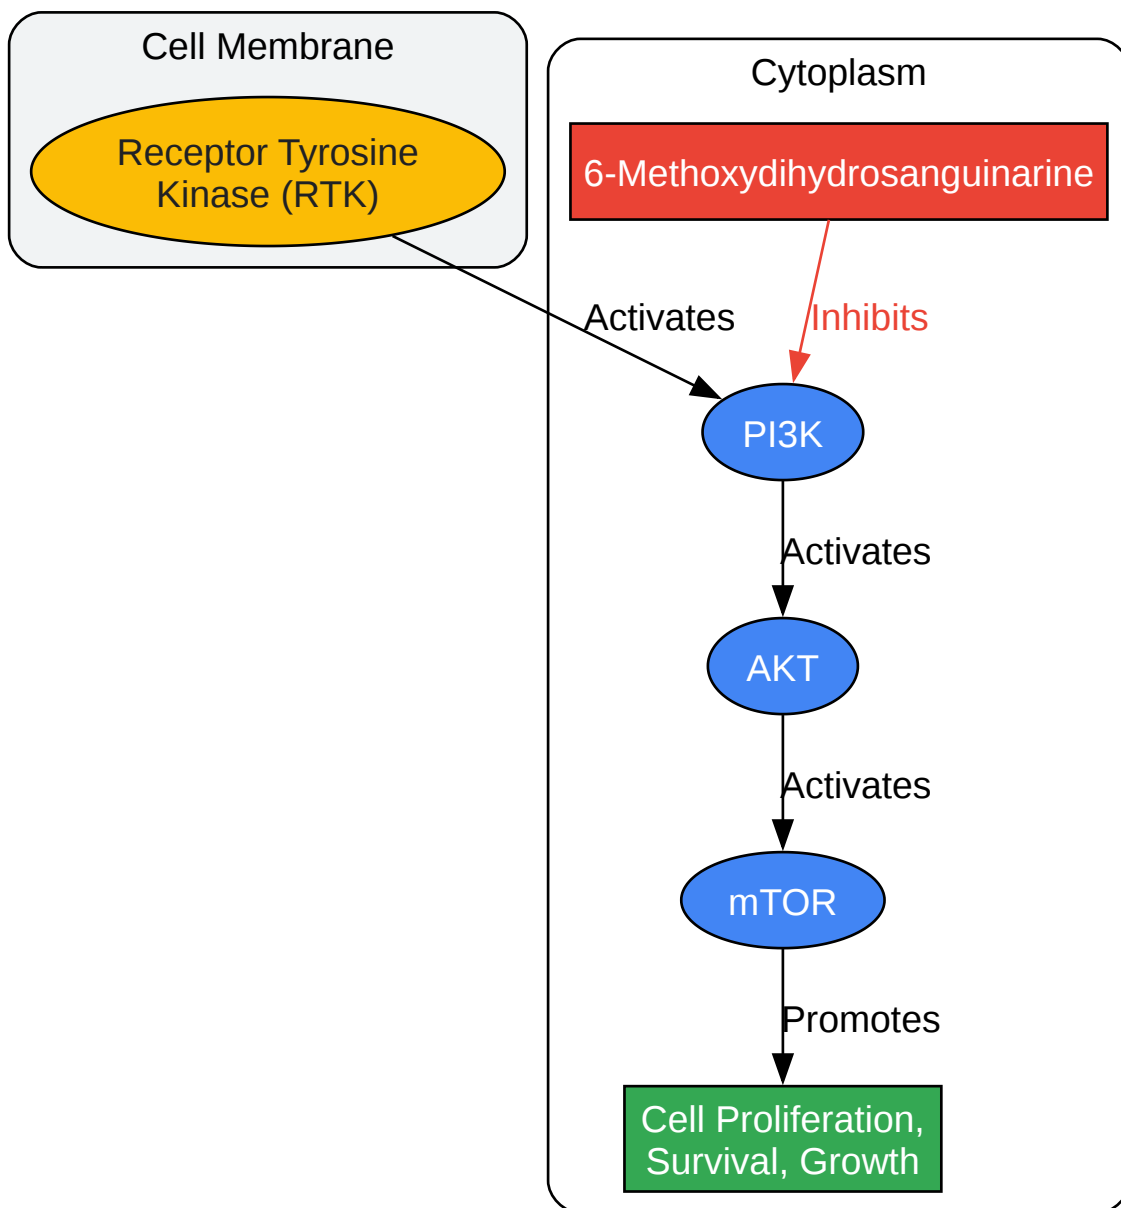 Cell Membrane
Receptor Tyrosine
Kinase (RTK)
Cytoplasm
6-Methoxydihydrosanguinarine
Activates
Inhibits
PI3K
Activates
AKT
Activates
mTOR
Promotes
Cell Proliferation,
Survival, Growth